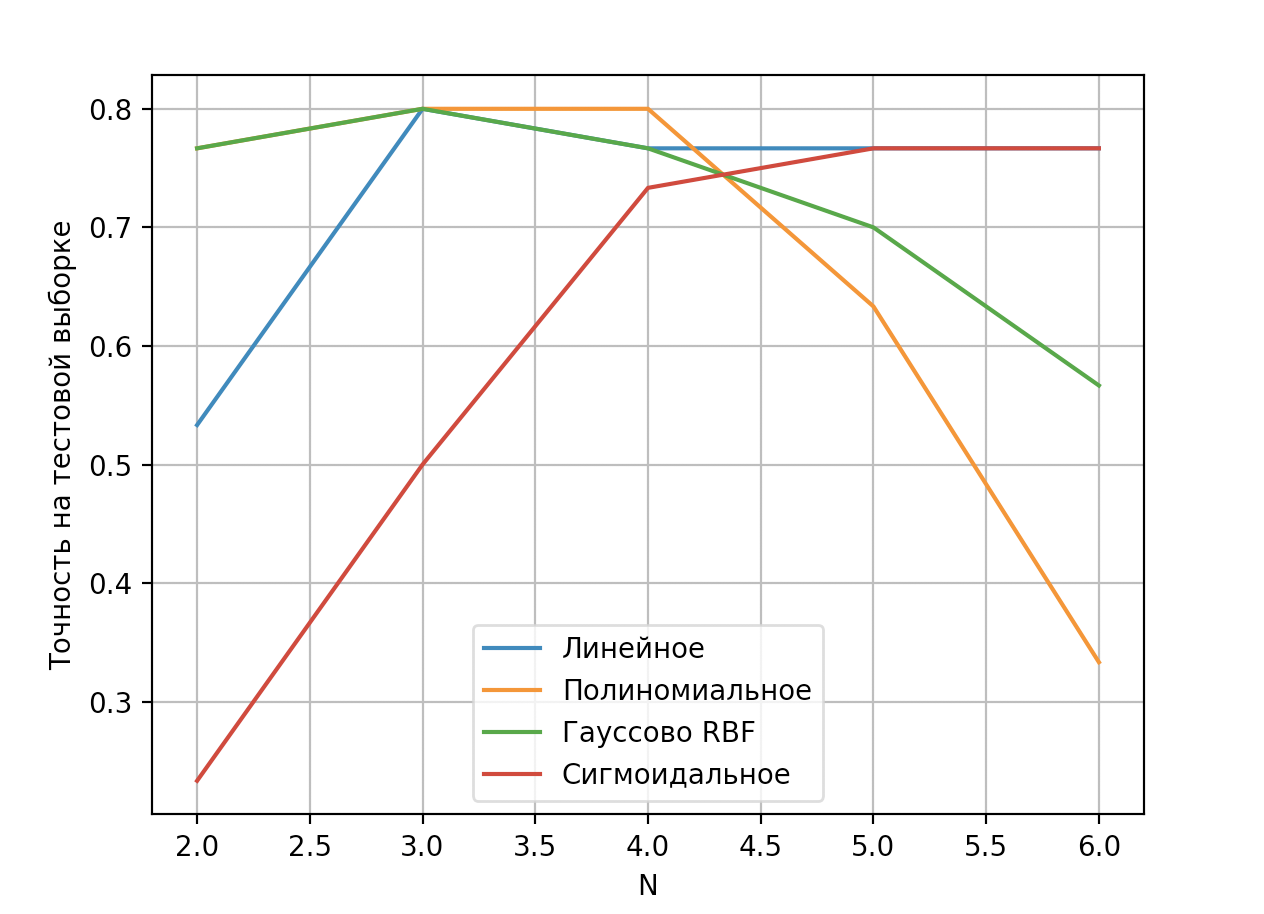 0.8
0.7
0.6
0.5
0.4
0.3
Точность на тестовой выборке
Линейное
Полиномиальное
Гауссово RBF
Сигмоидальное
2.0 2.5 3.0 3.5 4.0 4.5 5.0 5.5 6.0
N